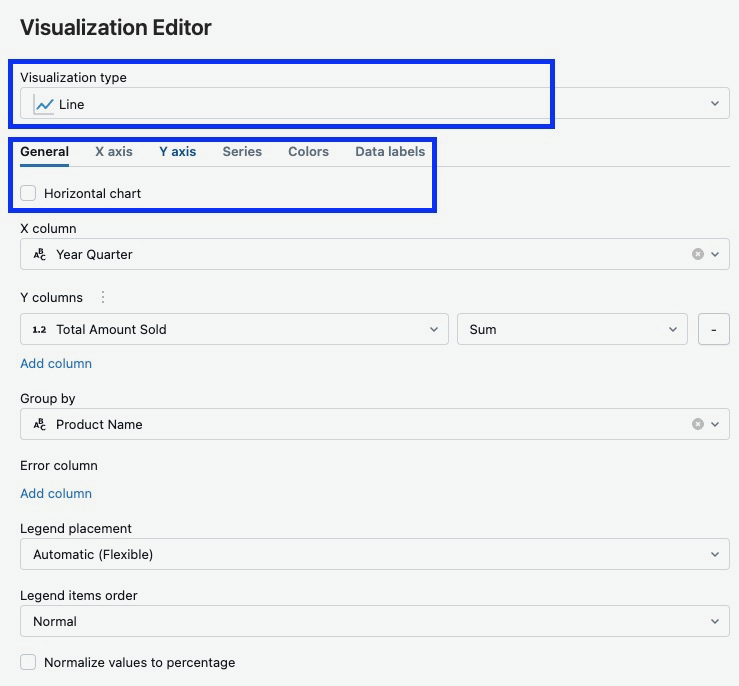 Visualization Editor
Visualization type
Line
General X axis Y axis Series Colors Data labels
Horizontal chart
X column
ABC Year Quarter
Y columns
1.2 Total Amount Sold Sum -
Add column
Group by
ABC Product Name
Error column
Add column
Legend placement
Automatic (Flexible)
Legend items order
Normal
Normalize values to percentage